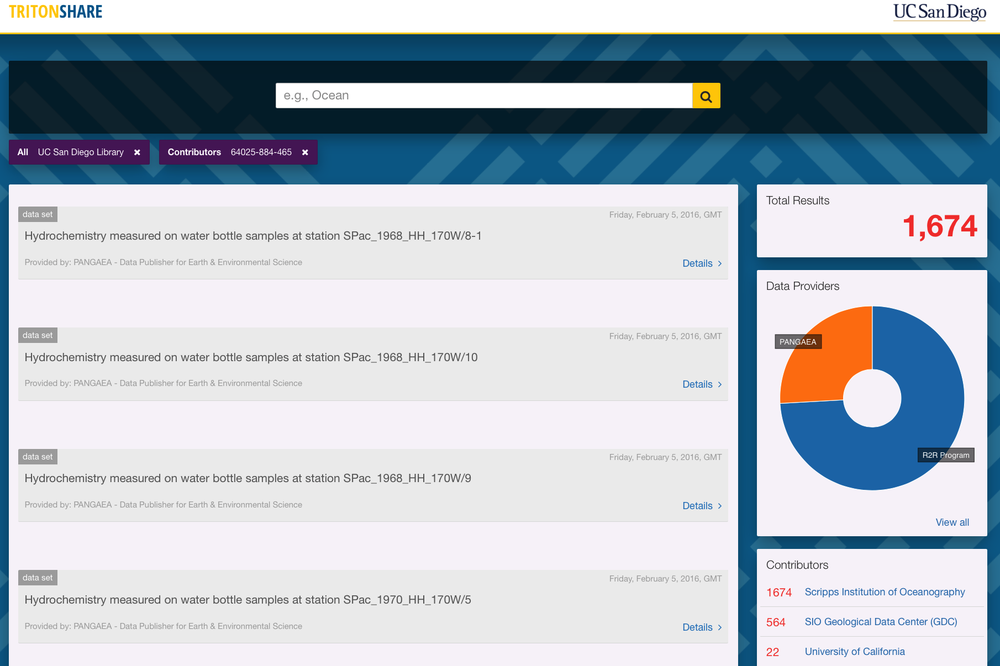 TRITONSHARE
UC San Diego
e.g., Ocean
All UC San Diego Library ✖
Contributors 64025-884-465 ✖
data set
Friday, February 5, 2016, GMT
Hydrochemistry measured on water bottle samples at station SPac_1968_HH_170W/8-1
Provided by: PANGAEA - Data Publisher for Earth & Environmental Science
Details >
data set
Friday, February 5, 2016, GMT
Hydrochemistry measured on water bottle samples at station SPac_1968_HH_170W/10
Provided by: PANGAEA - Data Publisher for Earth & Environmental Science
Details >
data set
Friday, February 5, 2016, GMT
Hydrochemistry measured on water bottle samples at station SPac_1968_HH_170W/9
Provided by: PANGAEA - Data Publisher for Earth & Environmental Science
Details >
data set
Friday, February 5, 2016, GMT
Hydrochemistry measured on water bottle samples at station SPac_1970_HH_170W/5
Provided by: PANGAEA - Data Publisher for Earth & Environmental Science
Details >
Total Results
1,674
Data Providers
PANGAEA
R2R Program
View all
Contributors
1674 Scripps Institution of Oceanography
564 SIO Geological Data Center (GDC)
22 University of California